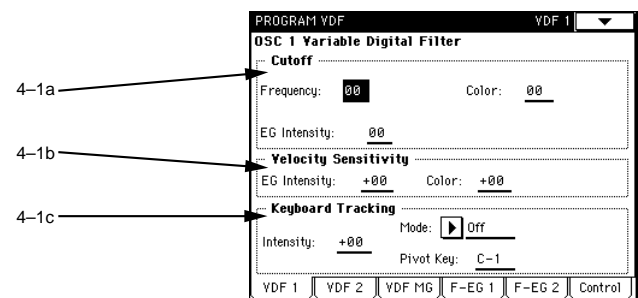 PROGRAM VDF VDF 1
OSC 1 Variable Digital Filter
Cutoff
4–1a
Frequency: 00 Color: 00
EG Intensity: 00
4–1b
Velocity Sensitivity
EG Intensity: +00 Color: +00
4–1c
Keyboard Tracking
Mode: Off
Intensity: +00
Pivot Key: C-1
VDF 1 VDF 2 VDF MG F-EG 1 F-EG 2 Control